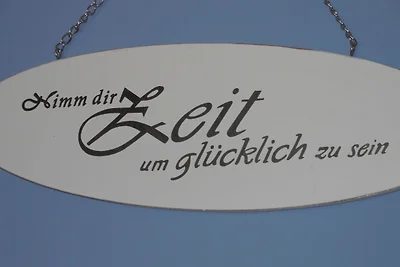 Nimm dir Zeit
um glücklich zu sein